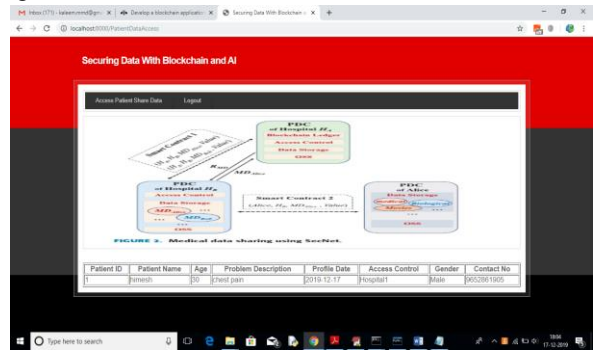 Inbox (171) - kaleem.mmd@gm
Develop a blockchain applicatio
Securing Data With Blockchain
localhost:8000/PatientDataAccess
Securing Data With Blockchain and AI
Access Patient Share Data Logout
PDC
of Hospital
Blockchain Ledger
Access Control
Data Storage
OSS
Smart Contract 1
PDC
of Hospital
Access Control
Data Storage
OSS
Smart Contract 2
PDC
of Alice
Data Storage
OSS
FIGURE 2. Medical data sharing using SecNet.
Patient ID Patient Name Age Problem Description Profile Date Access Control Gender Contact No
1 himesh 30 chest pain 2019-12-17 Hospital1 Male 9652861905
Type here to search
17-12-2019